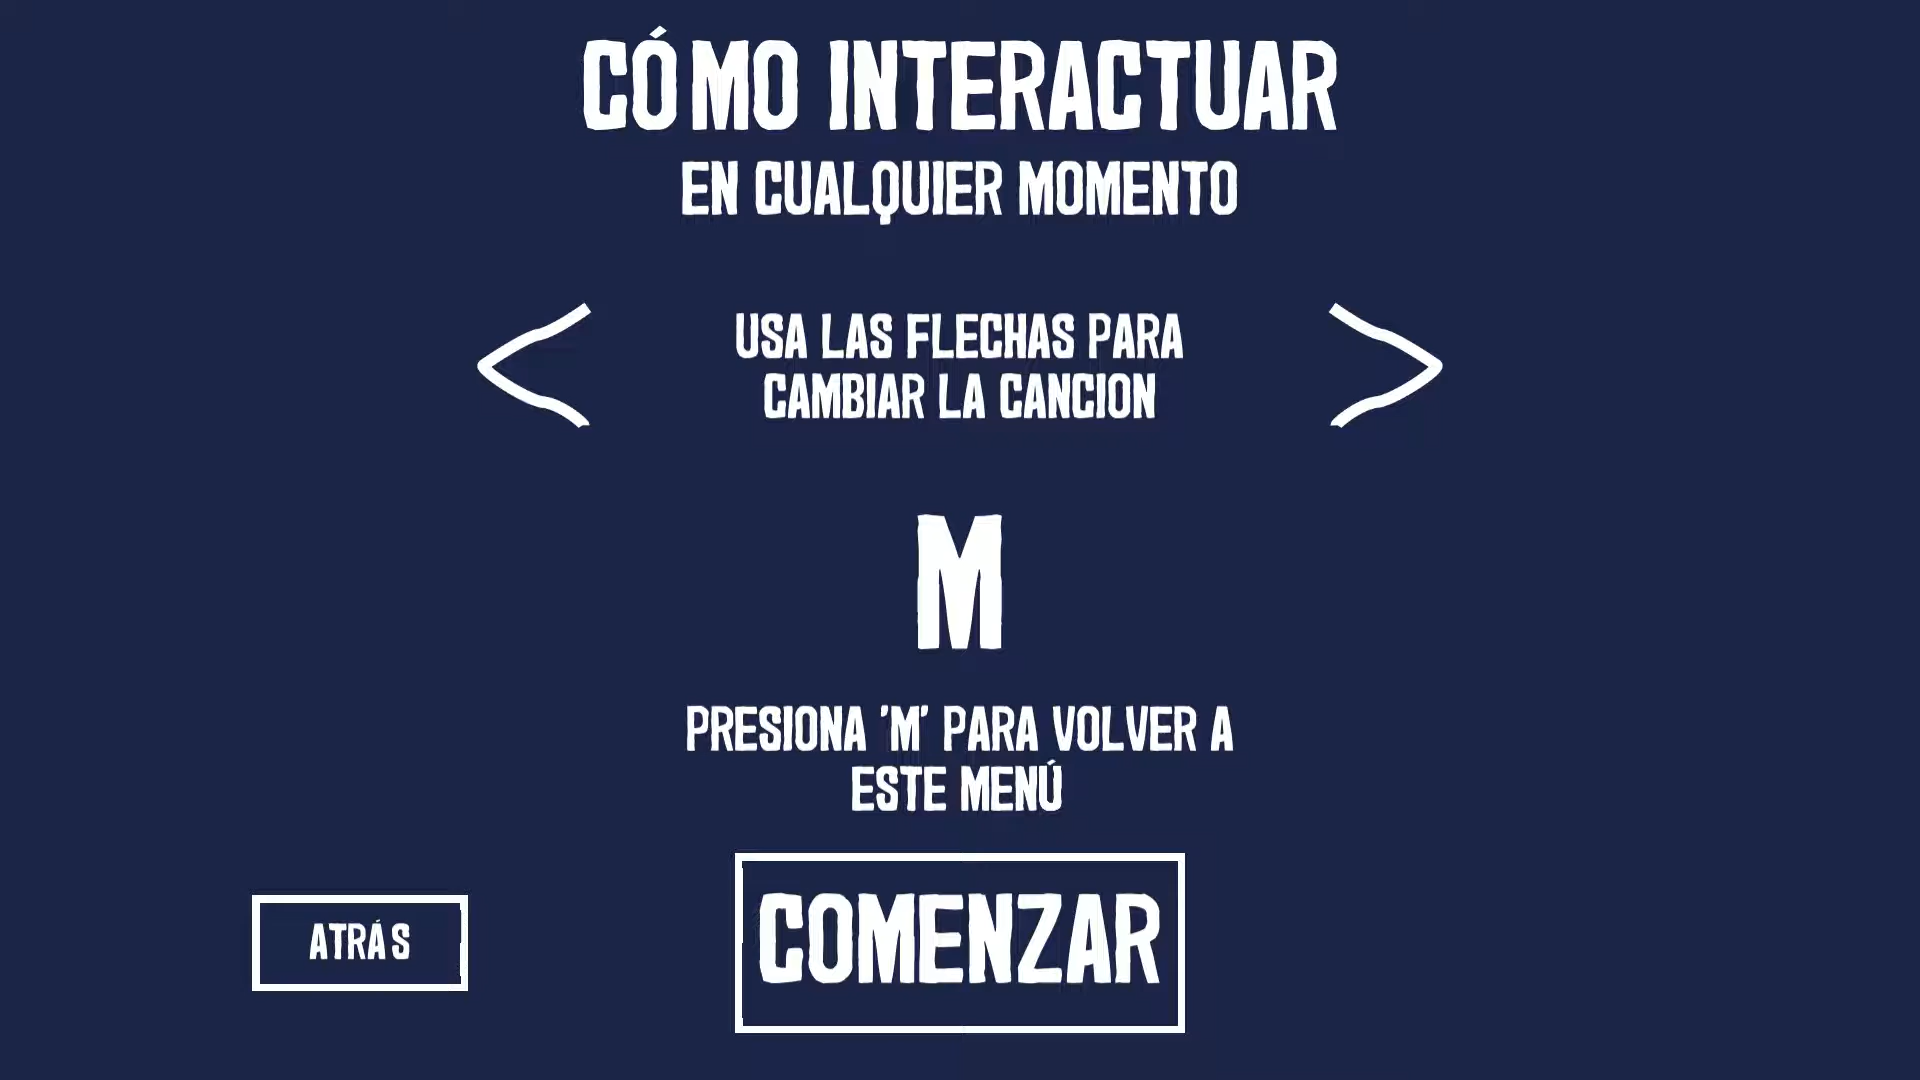 CÓMO INTERACTUAR
EN CUALQUIER MOMENTO
USA LAS FLECHAS PARA
CAMBIAR LA CANCION
M
PRESIONA 'M' PARA VOLVER A
ESTE MENÚ
ATRÁS
COMENZAR